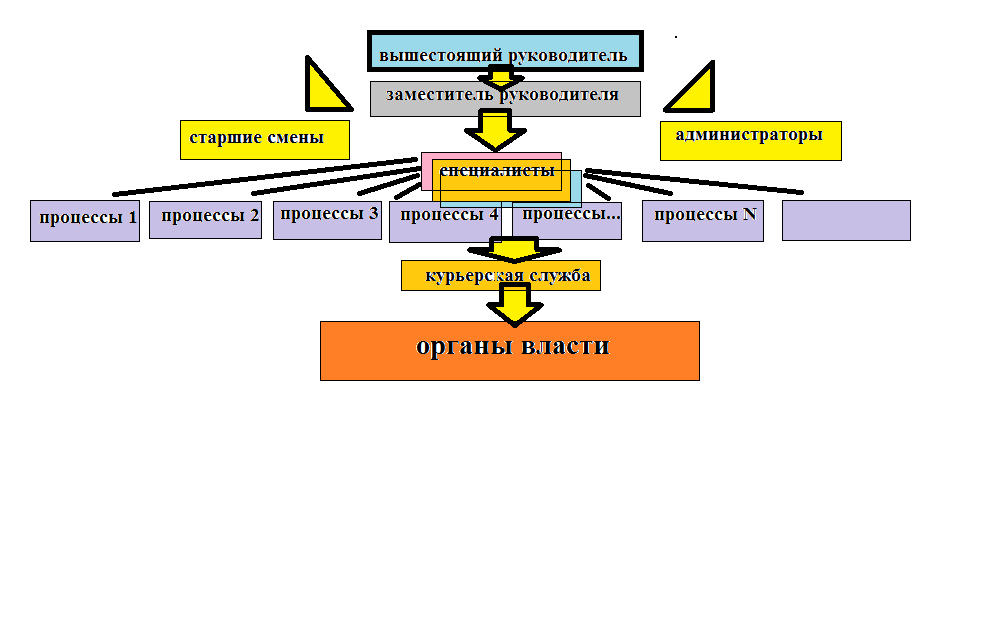 вышестоящий руководитель
заместитель руководителя
старшие смены
администраторы
специалисты
процессы 1
процессы 2
процессы 3
процессы 4
процессы...
процессы N
курьерская служба
органы власти